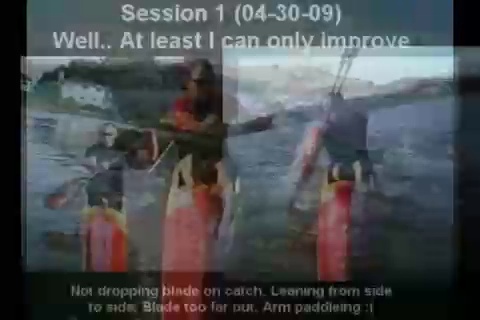 Session 1 (04-30-09)
Well.. At least I can only improve
Not dropping blade on catch. Leaning from side
to side. Blade too far out. Arm paddleing :(